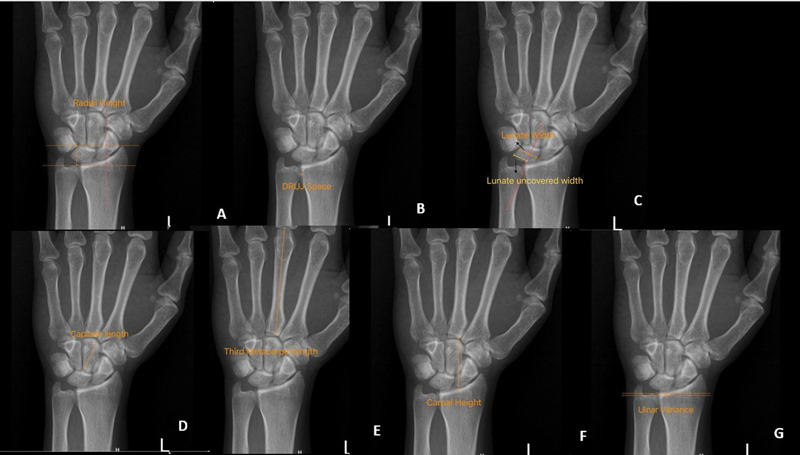 Radial Height
A
L
DRUJ Space
B
Lunate Width
Lunate uncovered width
C
L
Capitate length
D
L
Third Metacarpal length
E
L
Carpal Height
F
Ulnar Variance
G